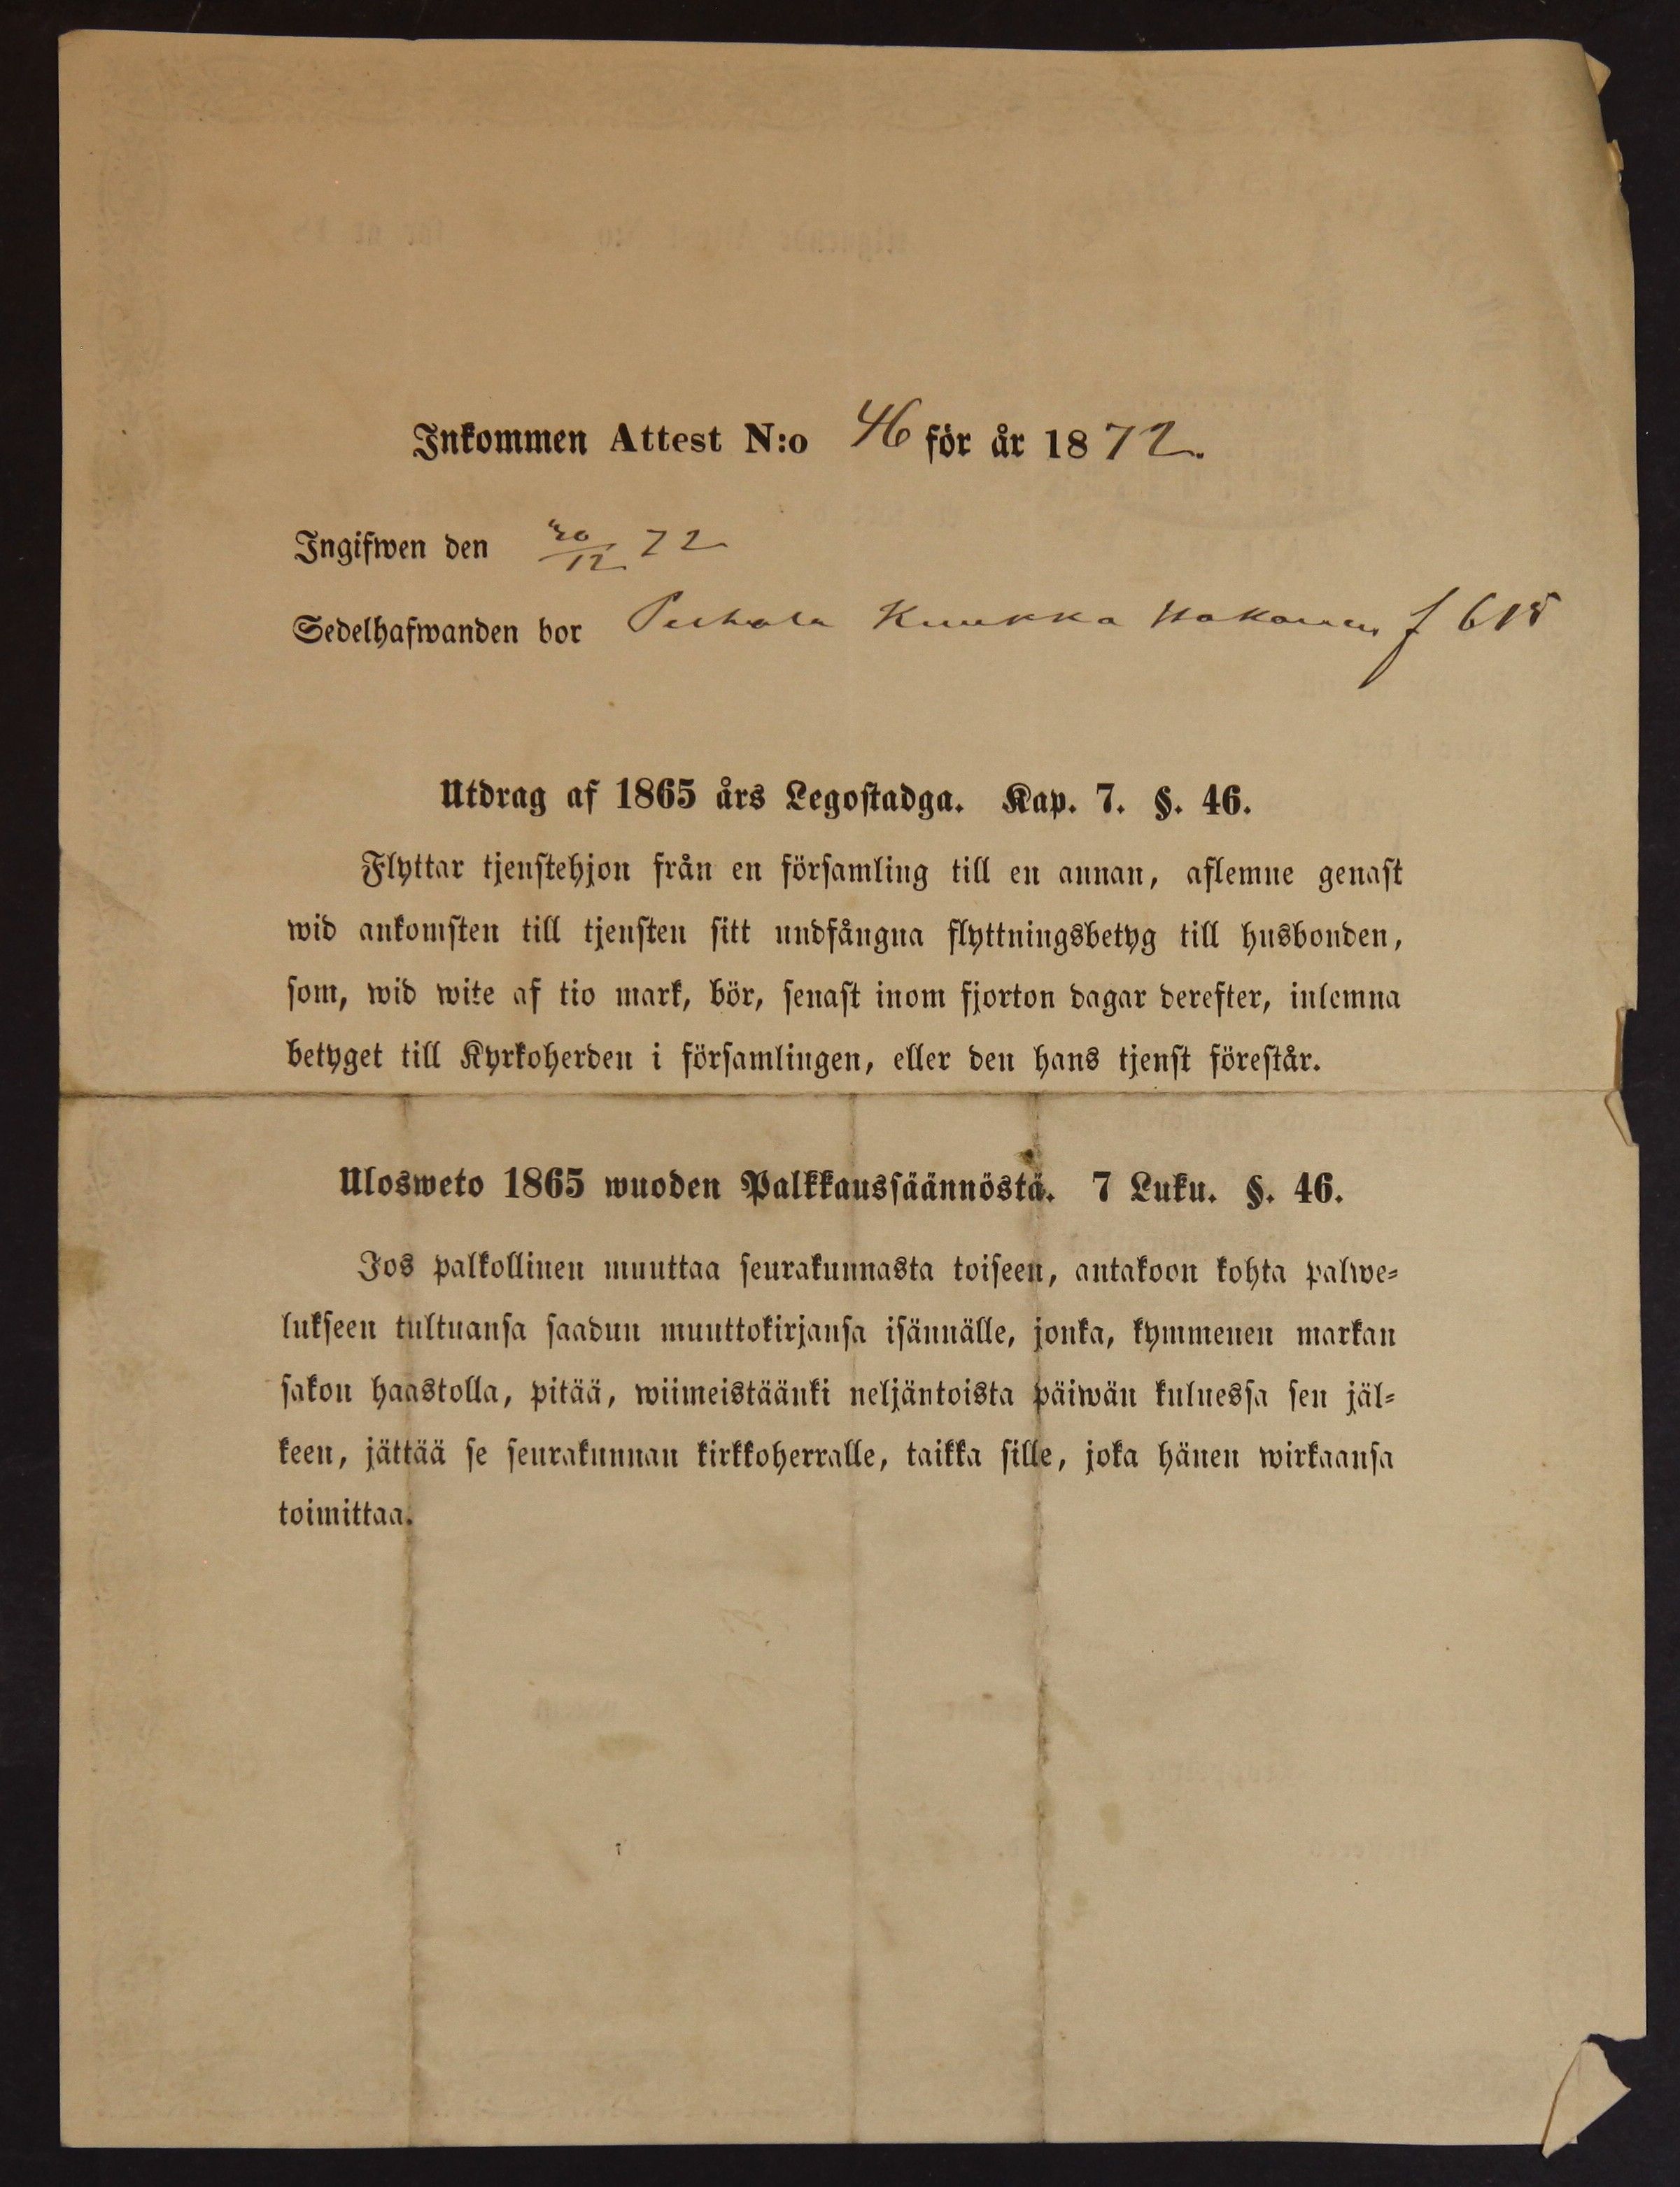 Inkommen Attest N:o 46 för år 1872.
Ingifwen den 30/12 72
Sedelhafwanden bor Kuukka f 618
Utdrag af 1865 års Legostadga. Kap. 7. §. 46.
Flyttar tjenstehjon från en församling till en annan, aflemne genast
wid ankomsten till tjensten sitt undfångna flyttningsbetyg till husbonden,
som, wid wite af tio mark, bör, senast inom fjorton dagar derefter, inlemna
betyget till Kyrkoherden i församlingen, eller den hans tjenst förestår.
Ulosweto 1865 wuoden Palkkaussäännöstä. 7 Luku. §. 46.
Jos palkollinen muuttaa seurakunnasta toiseen, antakoon kohta palwe-
lukseen tultuansa saadun muuttokirjansa isännälle, jonka, kymmenen markan
sakon haastolla, pitää, wiimeistäänki neljäntoista päiwän kuluessa sen jäl-
keen, jättää se seurakunnan kirkkoherralle, taikka sille, joka hänen wirkaansa
toimittaa.